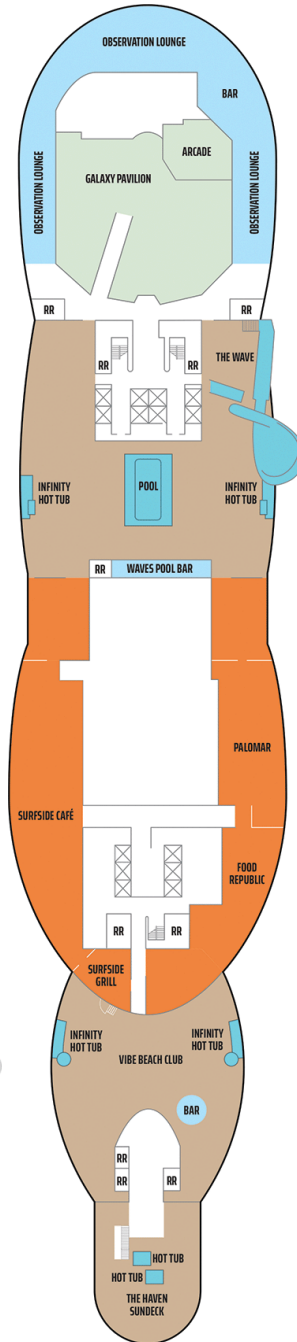 OBSERVATION LOUNGE
BAR
ARCADE
GALAXY PAVILION
OBSERVATION LOUNGE
OBSERVATION LOUNGE
RR
RR
THE WAVE
RR
RR
INFINITY
HOT TUB
POOL
INFINITY
HOT TUB
RR
WAVES POOL BAR
PALOMAR
SURFSIDE CAFÉ
FOOD
REPUBLIC
RR
RR
SURFSIDE
GRILL
INFINITY
HOT TUB
INFINITY
HOT TUB
VIBE BEACH CLUB
BAR
RR
RR
RR
HOT TUB
HOT TUB
THE HAVEN
SUNDECK